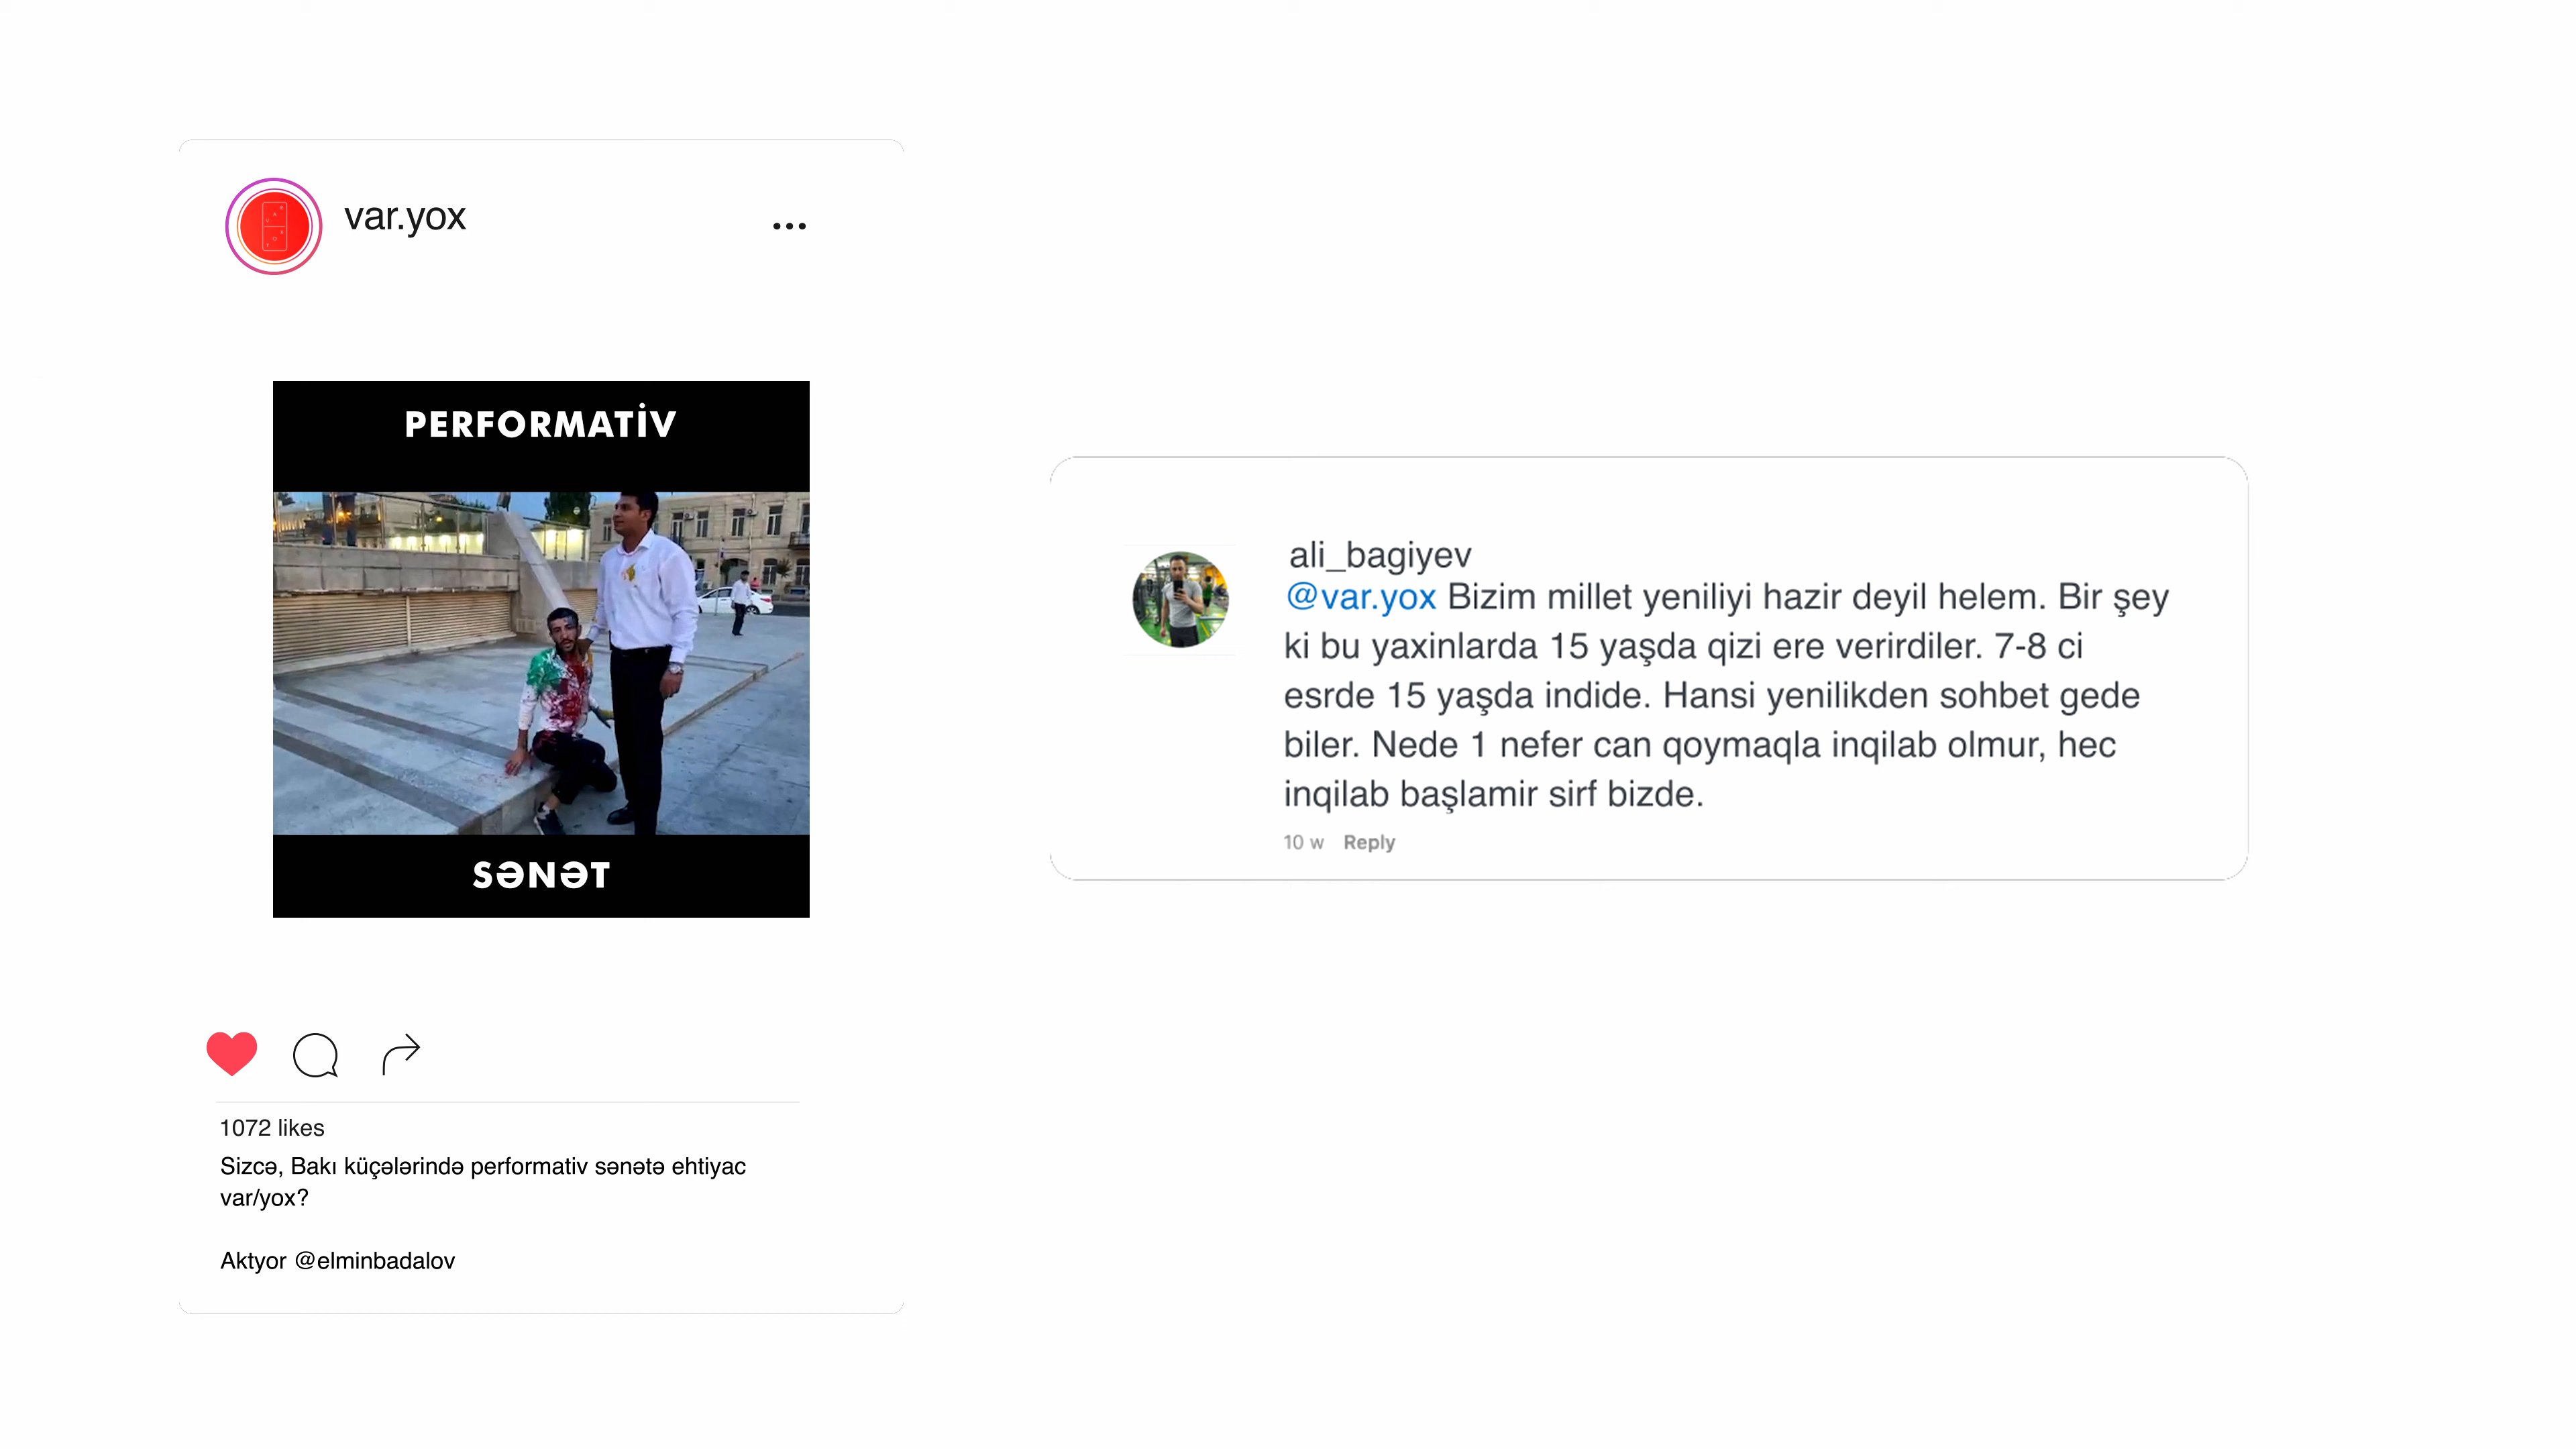 var.yox
PERFORMATİV
SƏNƏT
1072 likes
Sizcə, Bakı küçələrində performativ sənətə ehtiyac
var/yox?
Aktyor @elminbadalov
ali_bagiyev
@var.yox Bizim millet yeniliyi hazir deyil helem. Bir şey
ki bu yaxinlarda 15 yaşda qizi ere verirdiler. 7-8 ci
esrde 15 yaşda indide. Hansi yenilikden sohbet gede
biler. Nede 1 nefer can qoymaqla inqilab olmur, hec
inqilab başlamir sirf bizde.
10 w Reply